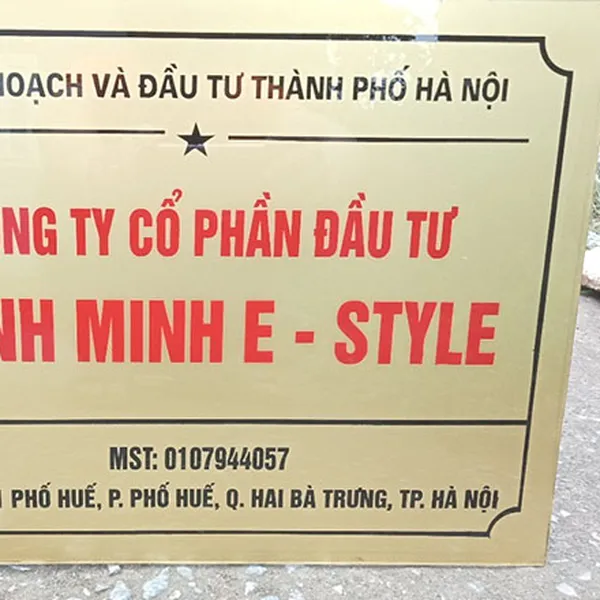 HOẠCH VÀ ĐẦU TƯ THÀNH PHỐ HÀ NỘI
NG TY CỔ PHẦN ĐẦU TƯ
NH MINH E - STYLE
MST: 0107944057
PHỐ HUẾ, P. PHỐ HUẾ, Q. HAI BÀ TRƯNG, TP. HÀ NỘI